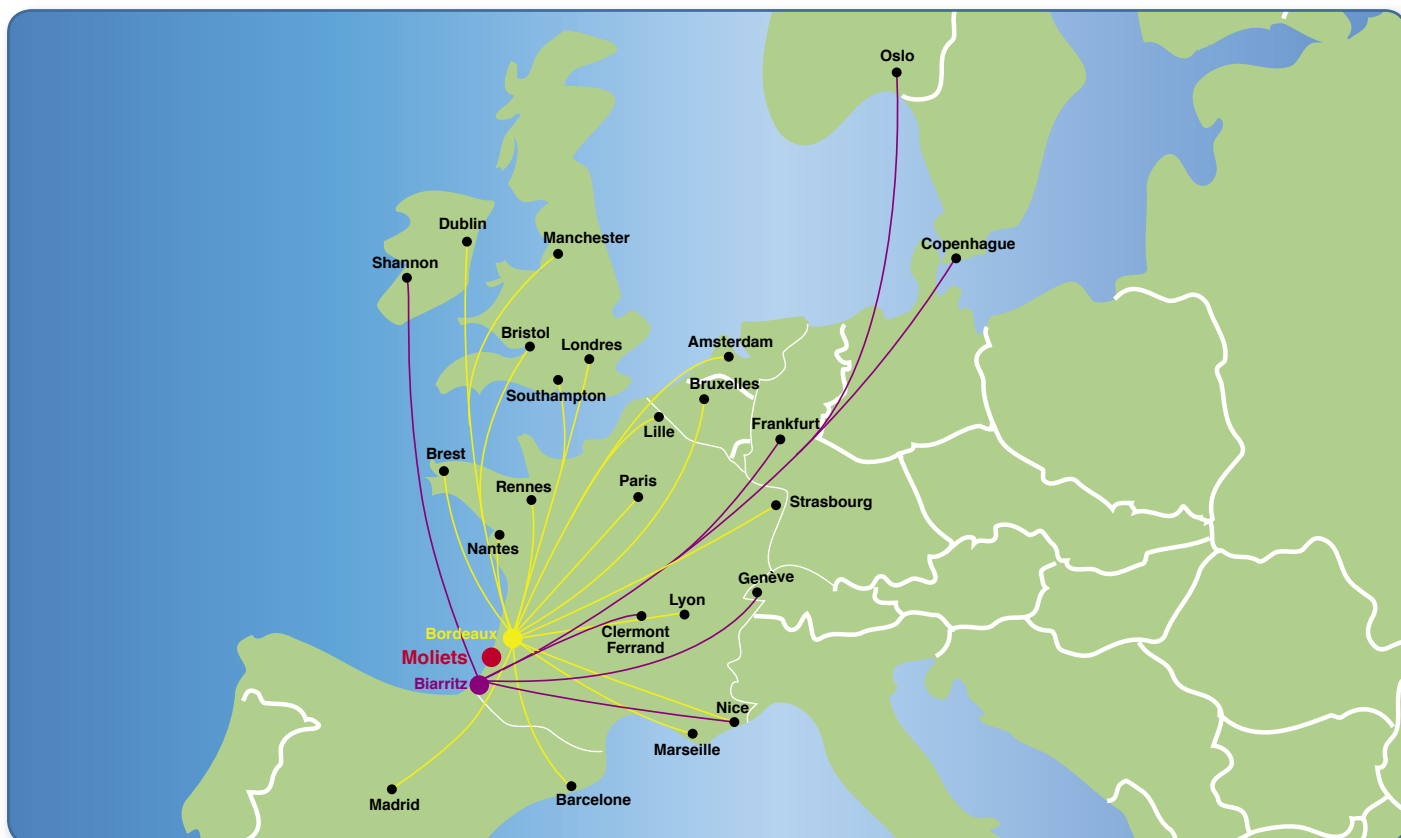 Oslo
Dublin
Manchester
Copenhague
Shannon
Bristol
Londres
Amsterdam
Bruxelles
Southampton
Frankfurt
Lille
Brest
Rennes
Paris
Strasbourg
Nantes
Genève
Lyon
Bordeaux
Clermont
Ferrand
Moliets
Biarritz
Nice
Marseille
Madrid
Barcelone